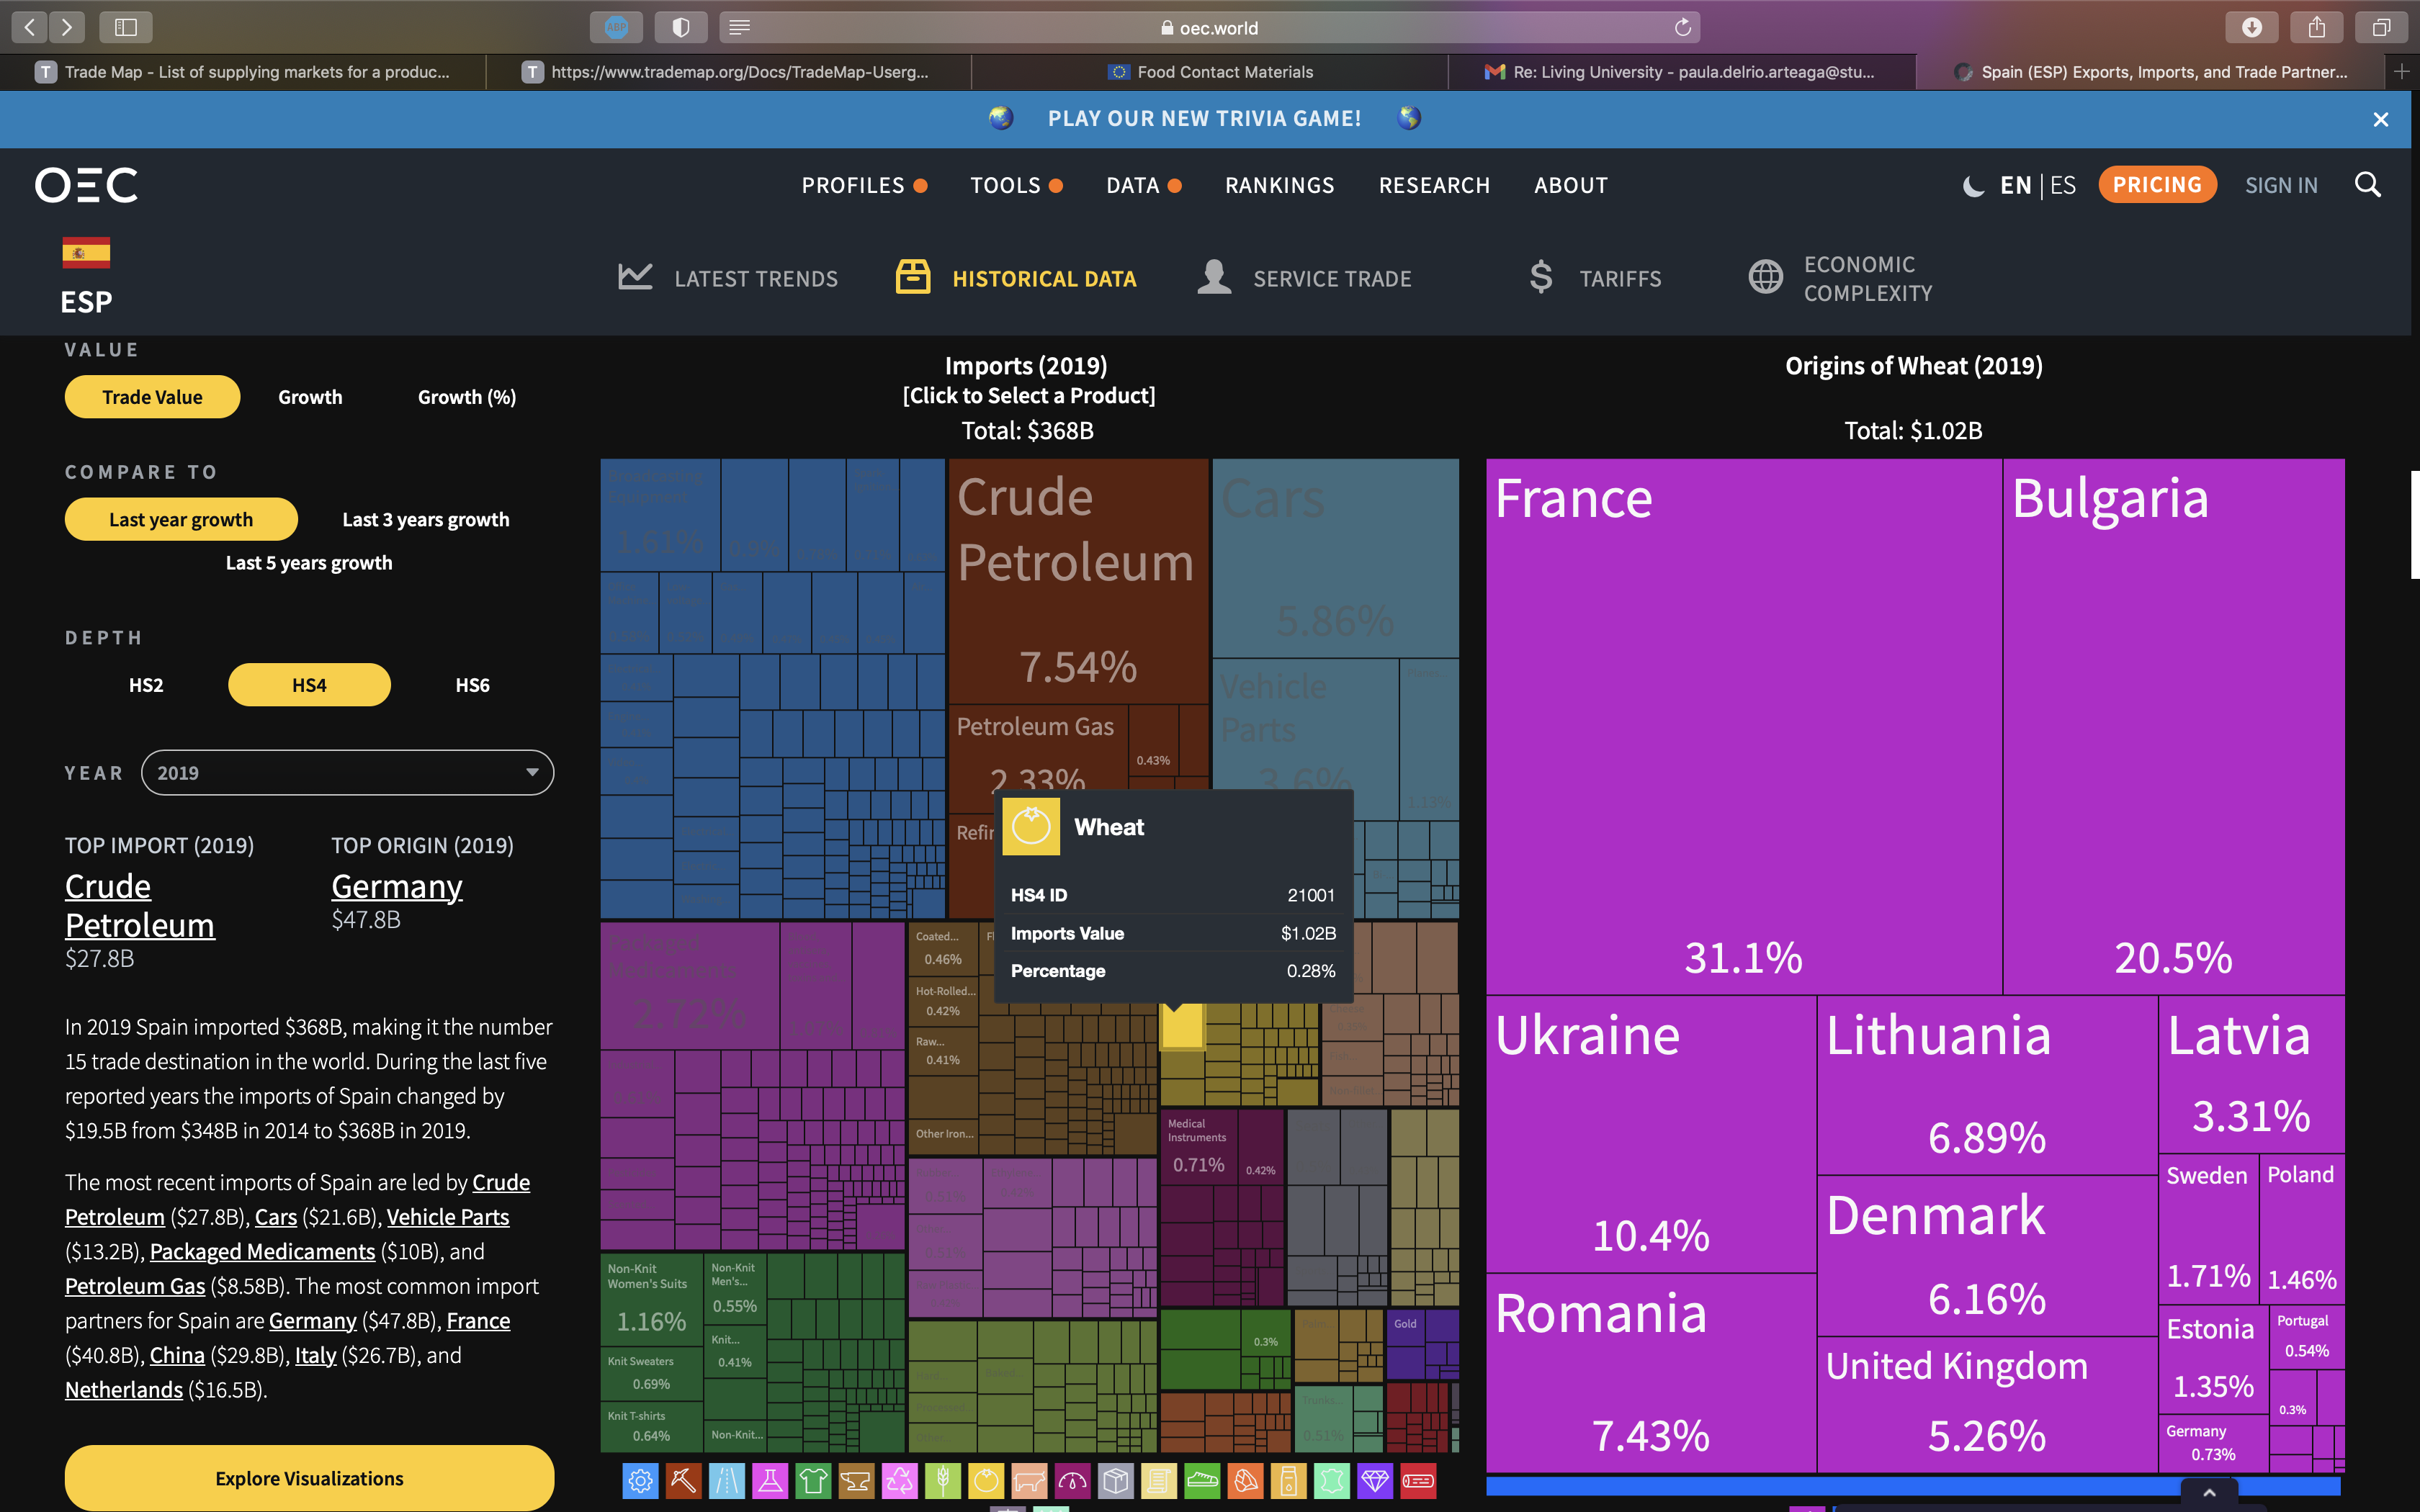 ABP
oec.world
T Trade Map - List of supplying markets for a produc...
T https://www.trademap.org/Docs/TradeMap-Userg...
Food Contact Materials
Re: Living University - paula.delrio.arteaga@stu...
Spain (ESP) Exports, Imports, and Trade Partner...
PLAY OUR NEW TRIVIA GAME!
OEC
PROFILES
TOOLS
DATA
RANKINGS
RESEARCH
ABOUT
EN | ES
PRICING
SIGN IN
ESP
LATEST TRENDS
HISTORICAL DATA
SERVICE TRADE
TARIFFS
ECONOMIC
COMPLEXITY
VALUE
Trade Value Growth Growth (%)
COMPARE TO
Last year growth Last 3 years growth
Last 5 years growth
DEPTH
HS2 HS4 HS6
YEAR 2019
TOP IMPORT (2019)
Crude
Petroleum
$27.8B
TOP ORIGIN (2019)
Germany
$47.8B
In 2019 Spain imported $368B, making it the number
15 trade destination in the world. During the last five
reported years the imports of Spain changed by
$19.5B from $348B in 2014 to $368B in 2019.
The most recent imports of Spain are led by Crude
Petroleum ($27.8B), Cars ($21.6B), Vehicle Parts
($13.2B), Packaged Medicaments ($10B), and
Petroleum Gas ($8.58B). The most common import
partners for Spain are Germany ($47.8B), France
($40.8B), China ($29.8B), Italy ($26.7B), and
Netherlands ($16.5B).
Explore Visualizations
Imports (2019)
[Click to Select a Product]
Total: $368B
Broadcasting
Equipment
1.61%
0.9%
Crude
Petroleum
7.54%
Petroleum Gas
2.33%
0.43%
Refin
Cars
5.86%
Vehicle
Parts
3.6%
1.13%
Wheat
HS4 ID 21001
Imports Value $1.02B
Percentage 0.28%
Packaged
Medicaments
2.72%
Coated...
0.46%
Hot-Rolled...
0.42%
Raw...
0.41%
Other Iron...
Medical
Instruments
0.71%
0.42%
Non-Knit
Women's Suits
1.16%
Non-Knit
Men's...
0.55%
Knit...
0.41%
Knit Sweaters
0.69%
Knit T-shirts
0.64%
Non-Knit...
0.3%
Gold
Trunks...
0.51%
Origins of Wheat (2019)
Total: $1.02B
France
31.1%
Bulgaria
20.5%
Ukraine
10.4%
Romania
7.43%
Lithuania
6.89%
Denmark
6.16%
United Kingdom
5.26%
Latvia
3.31%
Sweden
1.71%
Poland
1.46%
Estonia
1.35%
Portugal
0.54%
0.3%
Germany
0.73%